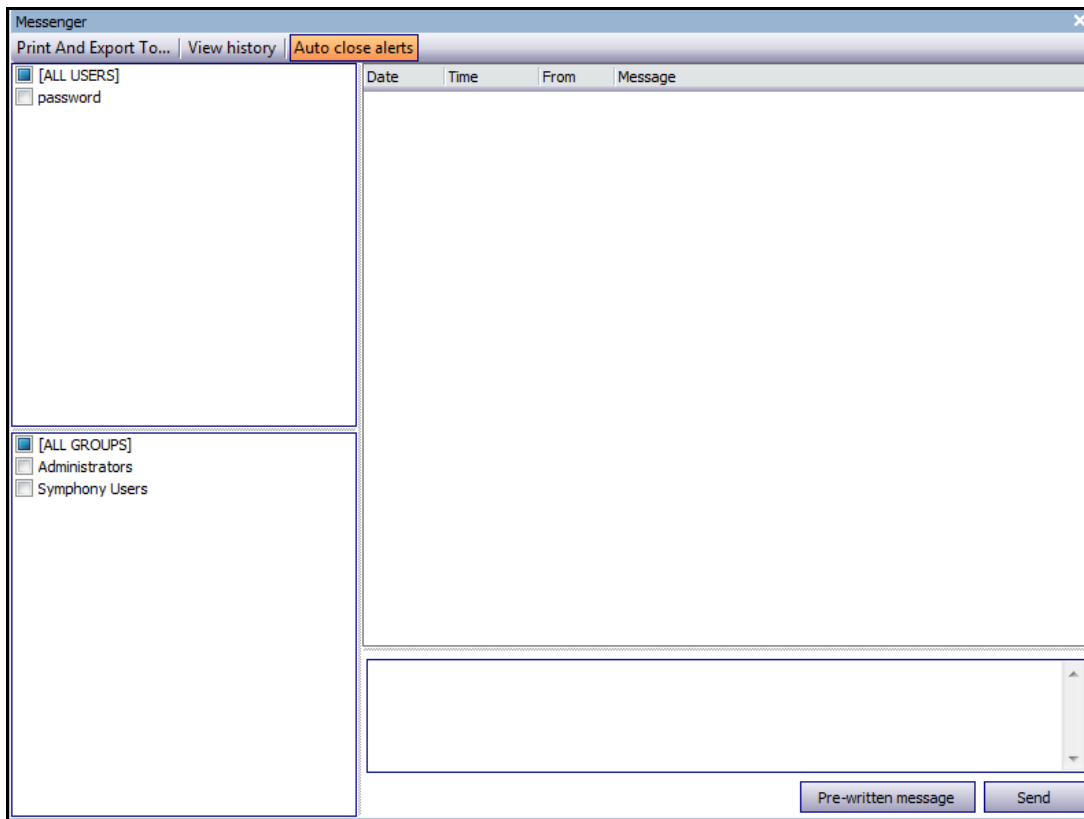 Messenger
Print And Export To... View history Auto close alerts
[ALL USERS]
password
Date Time From Message
[ALL GROUPS]
Administrators
Symphony Users
Pre-written message Send